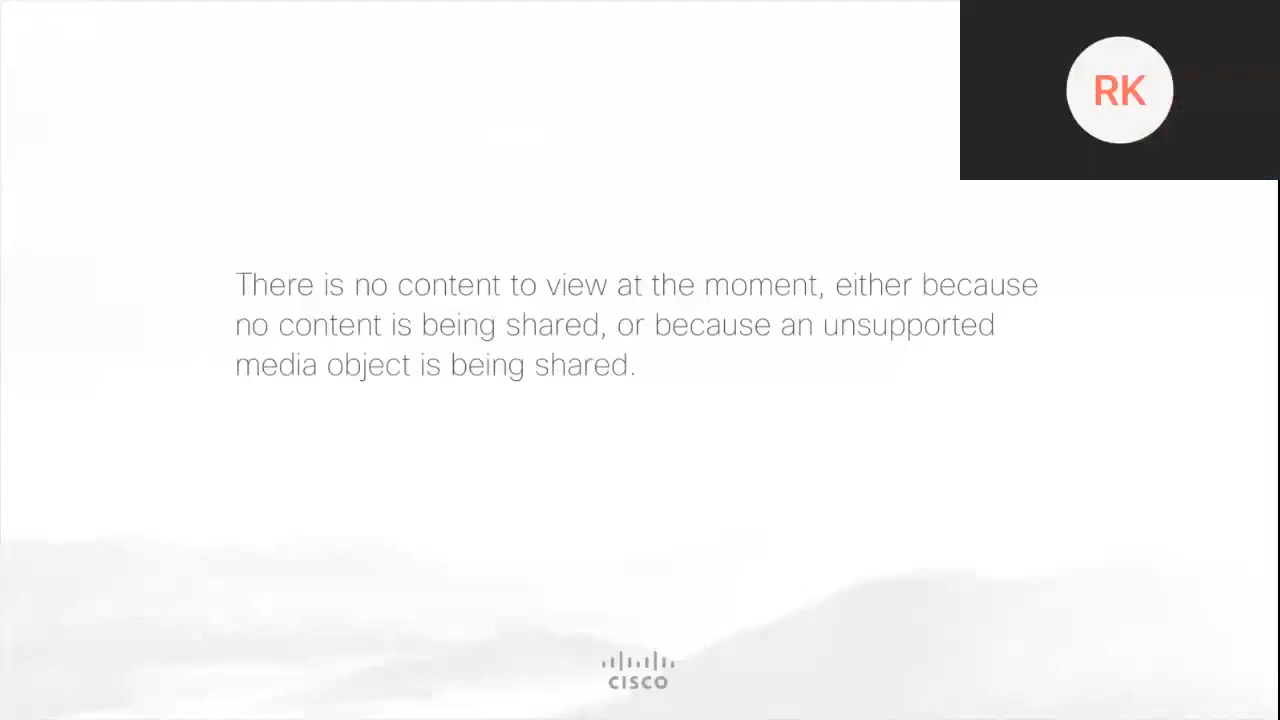 RK
There is no content to view at the moment, either because
no content is being shared, or because an unsupported
media object is being shared.
CISCO